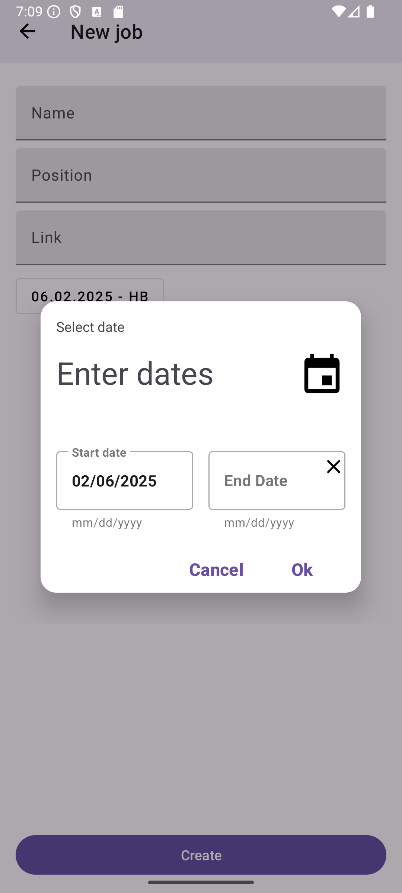 7:09
New job
Name
Position
Link
06.02.2025 - HB
Select date
Enter dates
Start date
02/06/2025
End Date
mm/dd/yyyy
mm/dd/yyyy
Cancel
Ok
Create